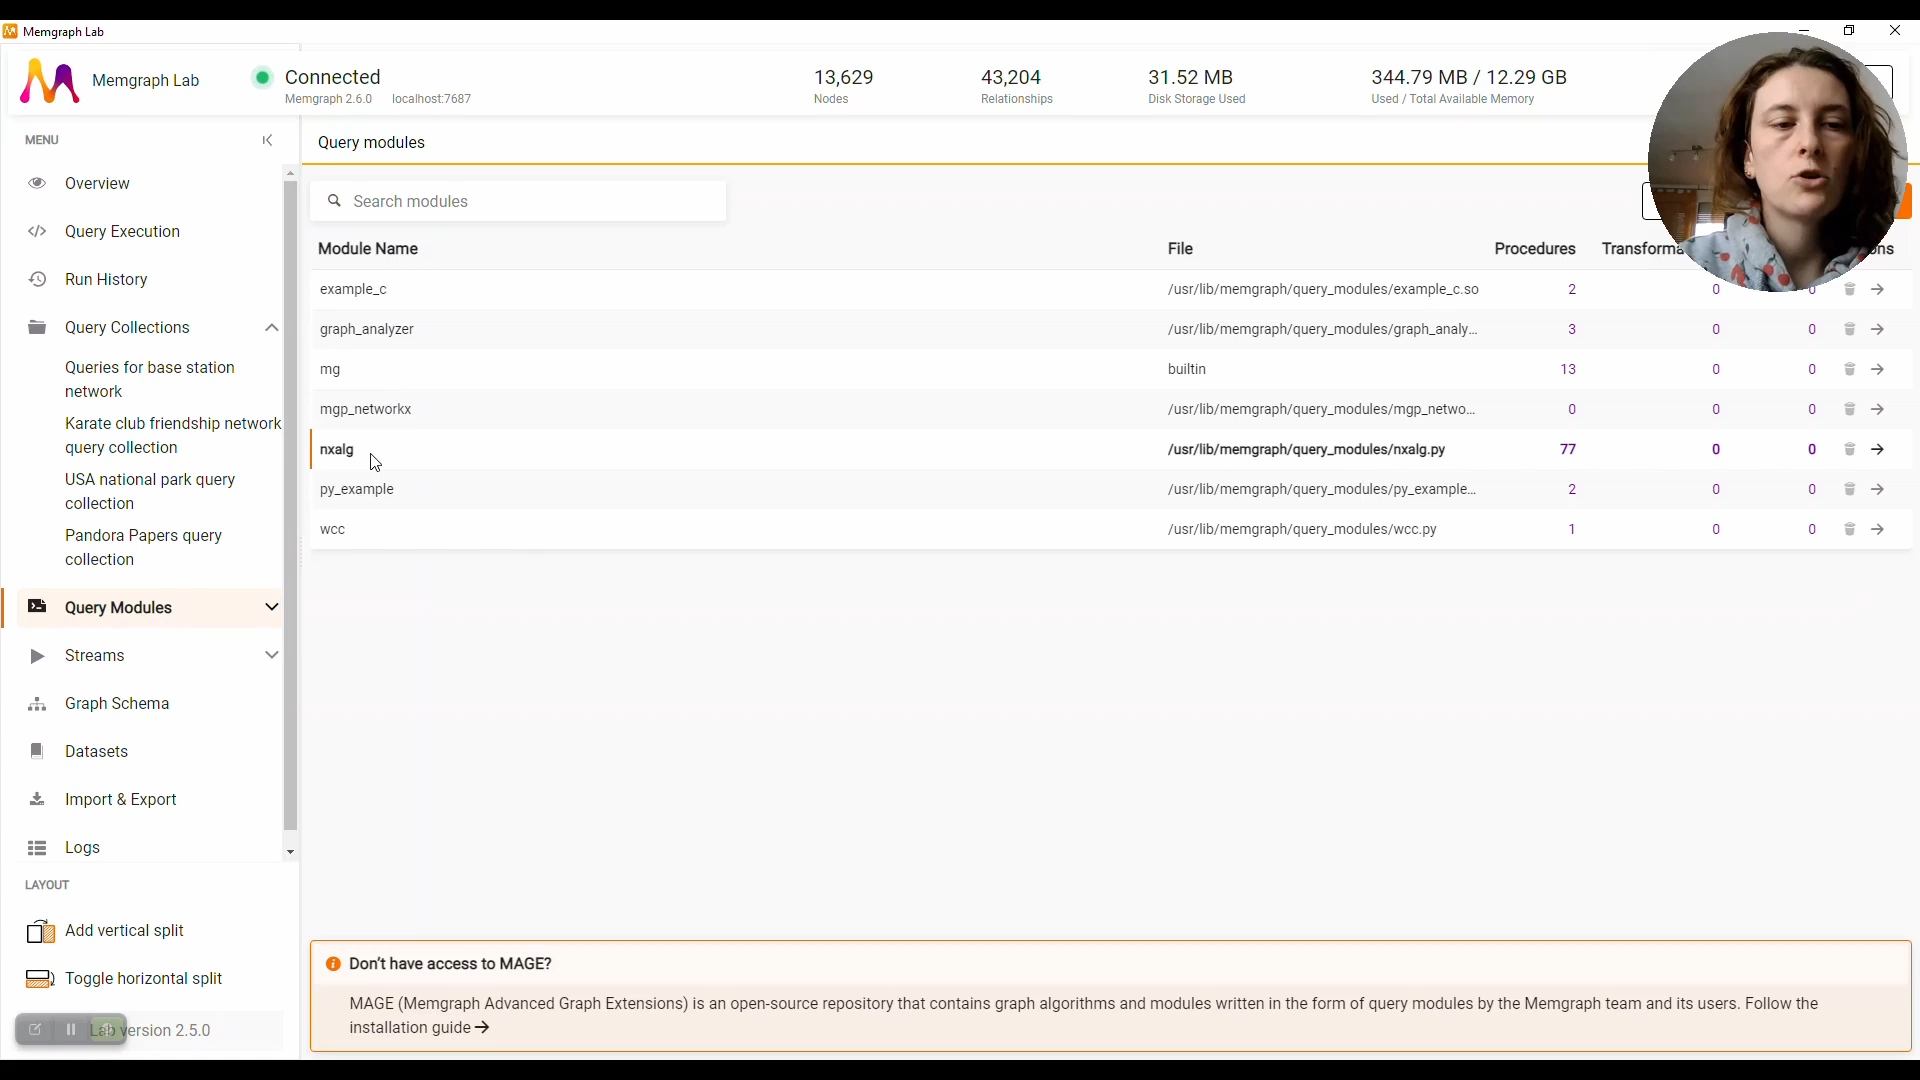 Memgraph Lab
Memgraph Lab
Connected
Memgraph 2.6.0 localhost:7687
13,629
Nodes
43,204
Relationships
31.52 MB
Disk Storage Used
344.79 MB / 12.29 GB
Used / Total Available Memory
MENU
Overview
Query Execution
Run History
Query Collections
Queries for base station
network
Karate club friendship network
query collection
USA national park query
collection
Pandora Papers query
collection
Query Modules
Streams
Graph Schema
Datasets
Import & Export
Logs
LAYOUT
Add vertical split
Toggle horizontal split
Lab version 2.5.0
Query modules
Search modules
Module Name File Procedures
example_c /usr/lib/memgraph/query_modules/example_c.so 2 0 0
graph_analyzer /usr/lib/memgraph/query_modules/graph_analy... 3 0 0
mg builtin 13 0 0
mgp_networkx /usr/lib/memgraph/query_modules/mgp_netwo... 0 0 0
nxalg /usr/lib/memgraph/query_modules/nxalg.py 77 0 0
py_example /usr/lib/memgraph/query_modules/py_example... 2 0 0
wcc /usr/lib/memgraph/query_modules/wcc.py 1 0 0
Don't have access to MAGE?
MAGE (Memgraph Advanced Graph Extensions) is an open-source repository that contains graph algorithms and modules written in the form of query modules by the Memgraph team and its users. Follow the
installation guide →